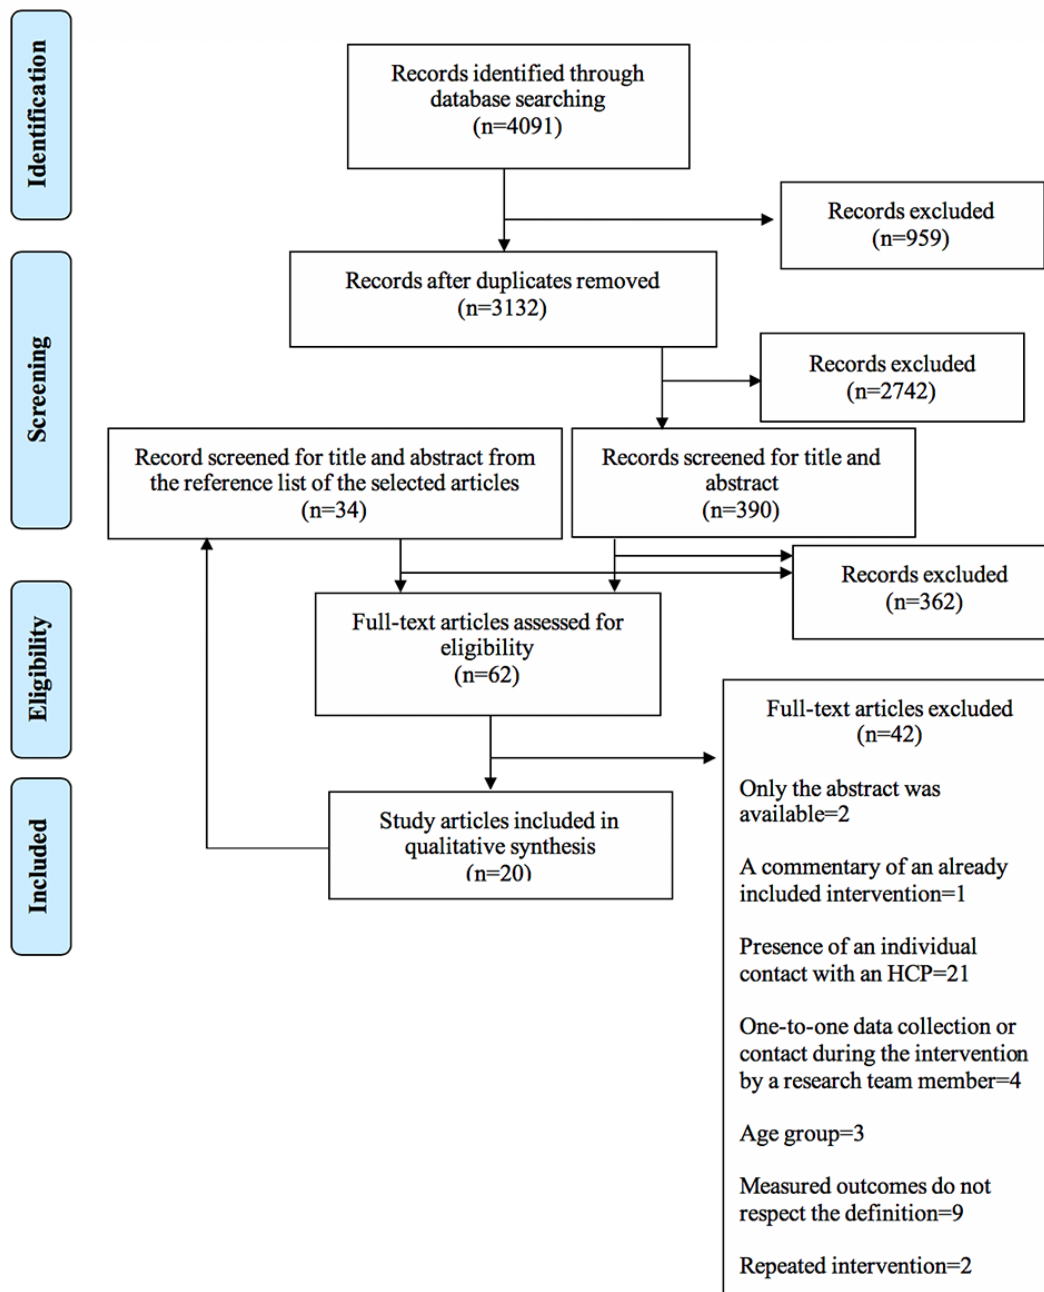 Identification
Records identified through
database searching
(n=4091)
Records excluded
(n=959)
Records after duplicates removed
(n=3132)
Screening
Records excluded
(n=2742)
Record screened for title and abstract from
the reference list of the selected articles
(n=34)
Records screened for title and
abstract
(n=390)
Records excluded
(n=362)
Eligibility
Full-text articles assessed for
eligibility
(n=62)
Full-text articles excluded
(n=42)
Only the abstract was
available=2
A commentary of an already
included intervention=1
Presence of an individual
contact with an HCP=21
One-to-one data collection or
contact during the intervention
by a research team member=4
Age group=3
Measured outcomes do not
respect the definition=9
Repeated intervention=2
Included
Study articles included in
qualitative synthesis
(n=20)